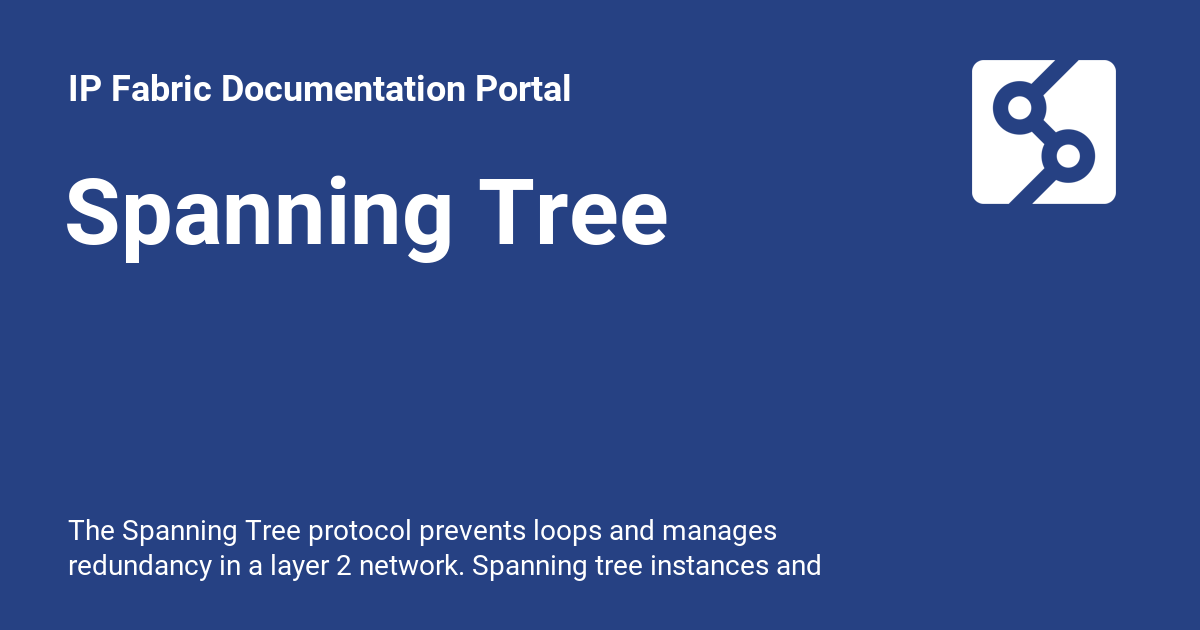 IP Fabric Documentation Portal
Spanning Tree
The Spanning Tree protocol prevents loops and manages
redundancy in a layer 2 network. Spanning tree instances and